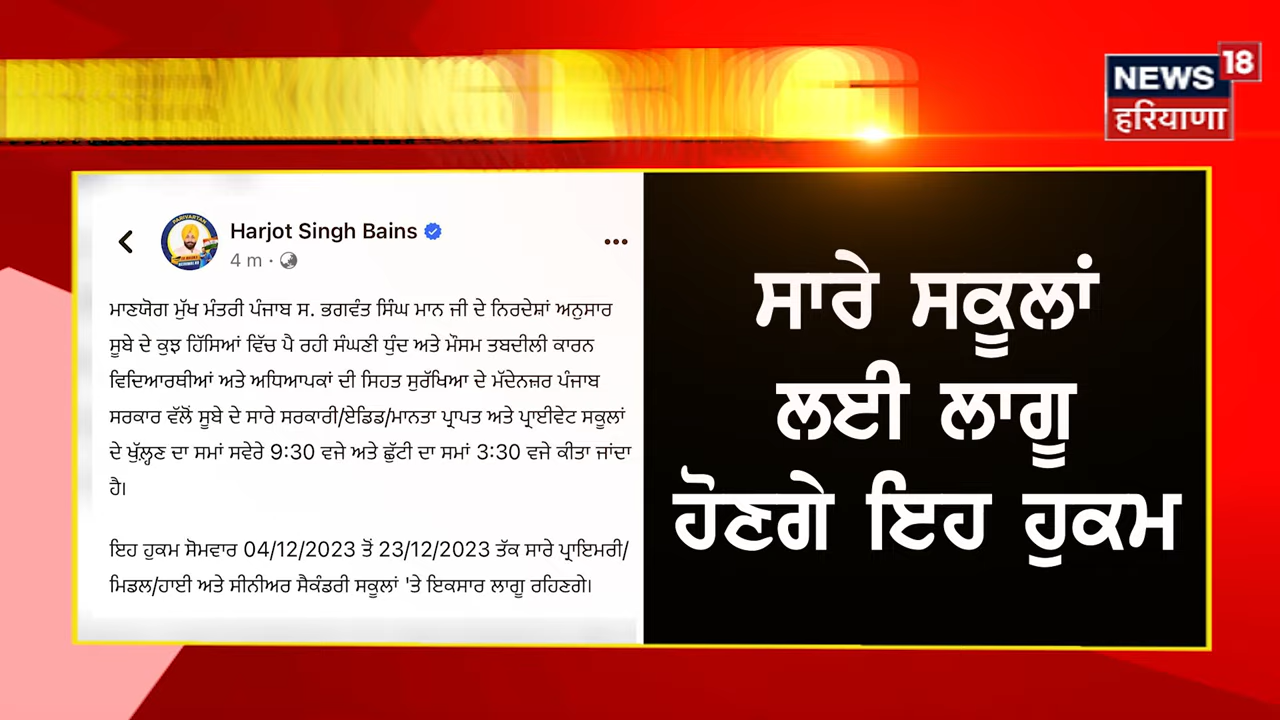 NEWS 18
हरियाणा
Harjot Singh Bains
4 m ·
ਮਾਣਯੋਗ ਮੁੱਖ ਮੰਤਰੀ ਪੰਜਾਬ ਸ. ਭਗਵੰਤ ਸਿੰਘ ਮਾਨ ਜੀ ਦੇ ਨਿਰਦੇਸ਼ਾਂ ਅਨੁਸਾਰ
ਸੂਬੇ ਦੇ ਕੁਝ ਹਿੱਸਿਆਂ ਵਿੱਚ ਪੈ ਰਹੀ ਸੰਘਣੀ ਧੁੰਦ ਅਤੇ ਮੌਸਮ ਤਬਦੀਲੀ ਕਾਰਨ
ਵਿਦਿਆਰਥੀਆਂ ਅਤੇ ਅਧਿਆਪਕਾਂ ਦੀ ਸਿਹਤ ਸੁਰੱਖਿਆ ਦੇ ਮੱਦੇਨਜ਼ਰ ਪੰਜਾਬ
ਸਰਕਾਰ ਵੱਲੋਂ ਸੂਬੇ ਦੇ ਸਾਰੇ ਸਰਕਾਰੀ/ਏਡਿਡ/ਮਾਨਤਾ ਪ੍ਰਾਪਤ ਅਤੇ ਪ੍ਰਾਈਵੇਟ ਸਕੂਲਾਂ
ਦੇ ਖੁੱਲ੍ਹਣ ਦਾ ਸਮਾਂ ਸਵੇਰੇ 9:30 ਵਜੇ ਅਤੇ ਛੁੱਟੀ ਦਾ ਸਮਾਂ 3:30 ਵਜੇ ਕੀਤਾ ਜਾਂਦਾ
ਹੈ।
ਇਹ ਹੁਕਮ ਸੋਮਵਾਰ 04/12/2023 ਤੋਂ 23/12/2023 ਤੱਕ ਸਾਰੇ ਪ੍ਰਾਇਮਰੀ/
ਮਿਡਲ/ਹਾਈ ਅਤੇ ਸੀਨੀਅਰ ਸੈਕੰਡਰੀ ਸਕੂਲਾਂ 'ਤੇ ਇਕਸਾਰ ਲਾਗੂ ਰਹਿਣਗੇ।
ਸਾਰੇ ਸਕੂਲਾਂ
ਲਈ ਲਾਗੂ
ਹੋਣਗੇ ਇਹ ਹੁਕਮ